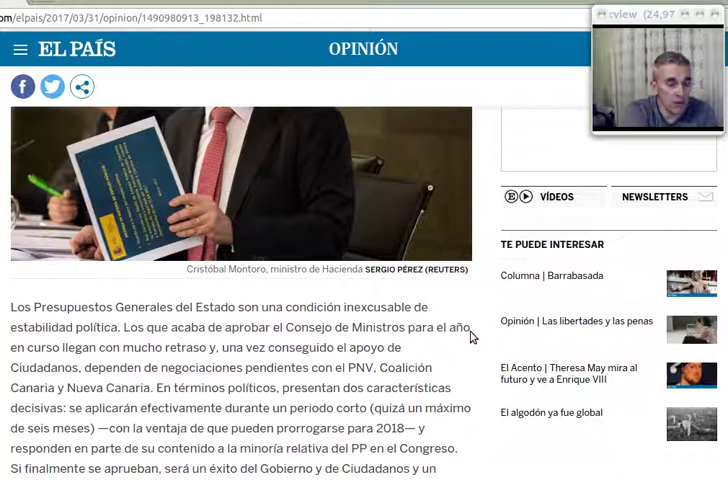 om/elpais/2017/03/31/opinion/1490980913_198132.html
cview (24,97
EL PAÍS
OPINIÓN
VÍDEOS
NEWSLETTERS
Cristóbal Montoro, ministro de Hacienda SERGIO PÉREZ (REUTERS)
TE PUEDE INTERESAR
Columna | Barrabasada
Opinión | Las libertades y las penas
El Acento | Theresa May mira al
futuro y ve a Enrique VIII
El algodón ya fue global
Los Presupuestos Generales del Estado son una condición inexcusable de
estabilidad política. Los que acaba de aprobar el Consejo de Ministros para el año
en curso llegan con mucho retraso y, una vez conseguido el apoyo de
Ciudadanos, dependen de negociaciones pendientes con el PNV, Coalición
Canaria y Nueva Canaria. En términos políticos, presentan dos características
decisivas: se aplicarán efectivamente durante un periodo corto (quizá un máximo
de seis meses) —con la ventaja de que pueden prorrogarse para 2018— y
responden en parte de su contenido a la minoría relativa del PP en el Congreso.
Si finalmente se aprueban, será un éxito del Gobierno y de Ciudadanos y un